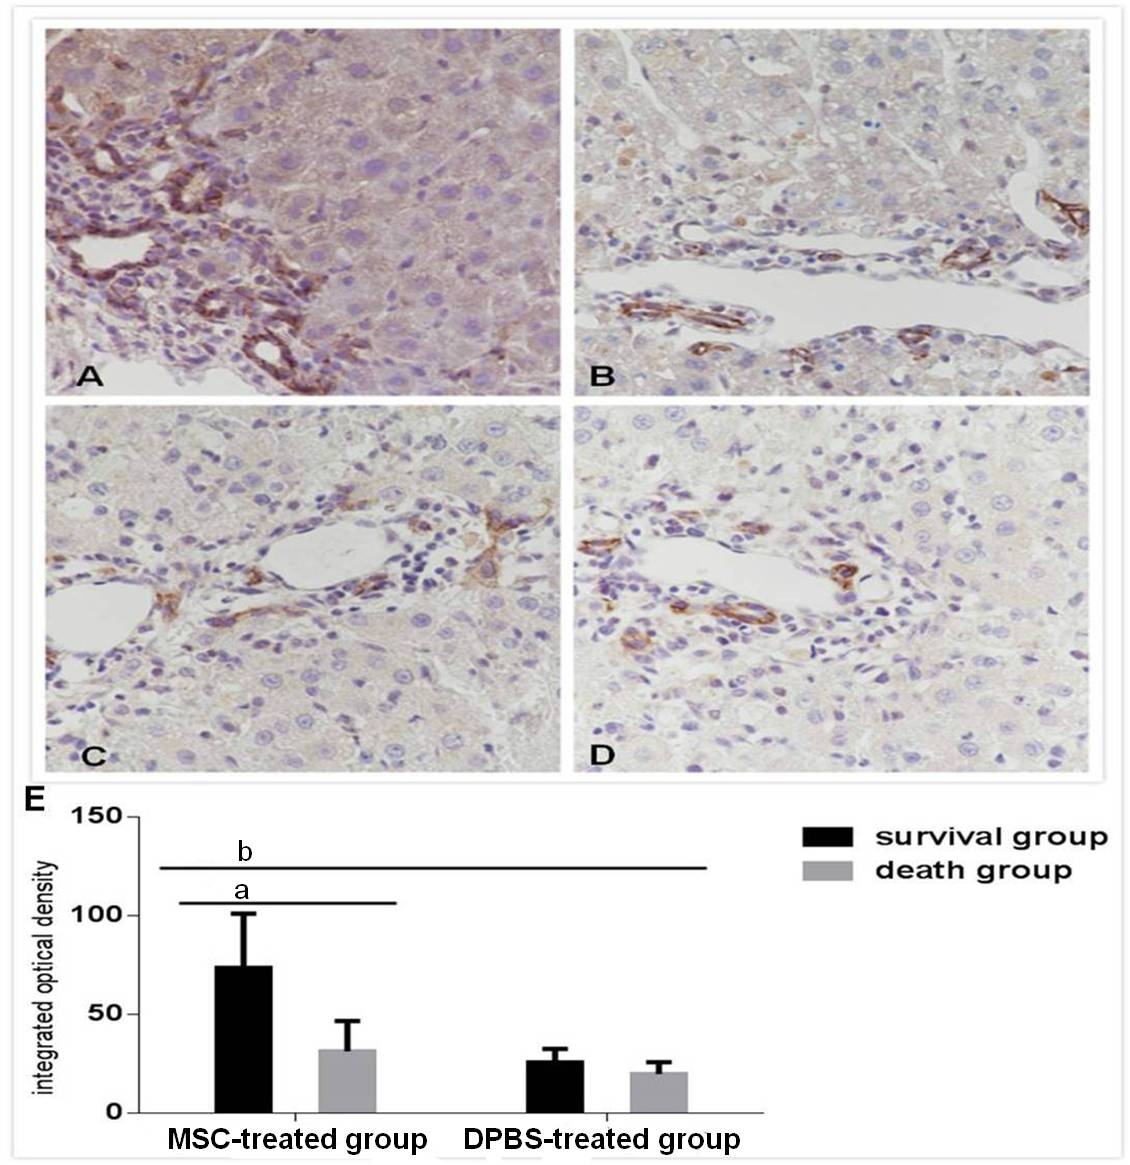 A
B
C
D
E
150
100
50
0
integrated optical density
b
a
survival group
death group
MSC-treated group
DPBS-treated group